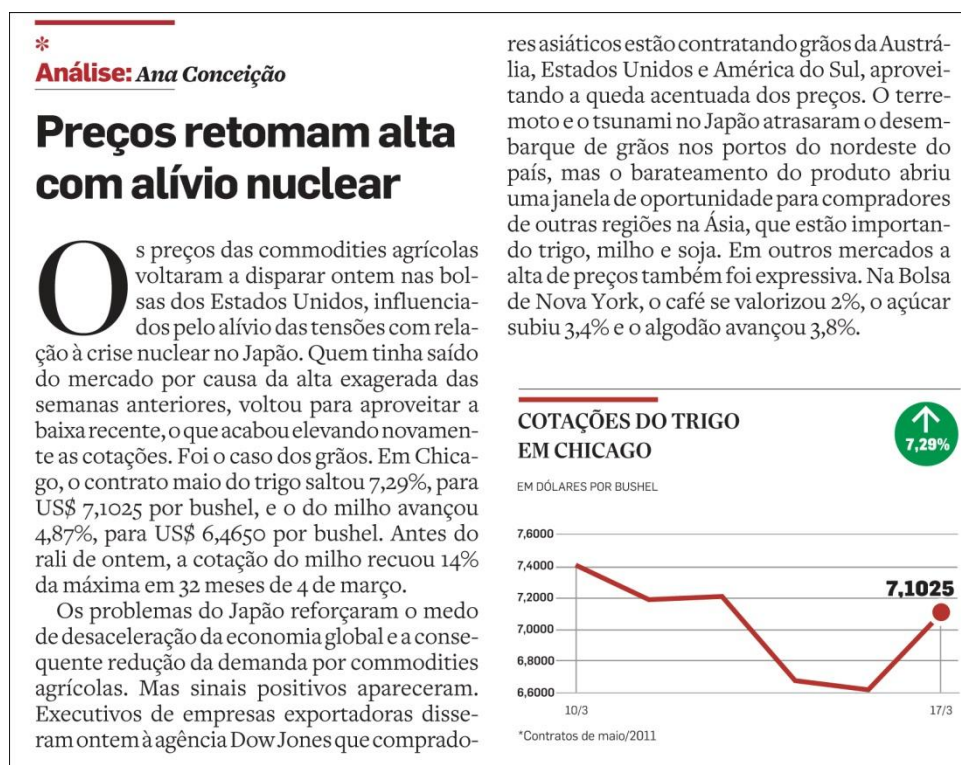 *
Análise: Ana Conceição
Preços retomam alta
com alívio nuclear
Os preços das commodities agrícolas
voltaram a disparar ontem nas bol-
sas dos Estados Unidos, influencia-
dos pelo alívio das tensões com rela-
ção à crise nuclear no Japão. Quem tinha saído
do mercado por causa da alta exagerada das
semanas anteriores, voltou para aproveitar a
baixa recente, o que acabou elevando novamen-
te as cotações. Foi o caso dos grãos. Em Chica-
go, o contrato maio do trigo saltou 7,29%, para
US$ 7,1025 por bushel, e o do milho avançou
4,87%, para US$ 6,4650 por bushel. Antes do
rali de ontem, a cotação do milho recuou 14%
da máxima em 32 meses de 4 de março.
Os problemas do Japão reforçaram o medo
de desaceleração da economia global e a conse-
quente redução da demanda por commodities
agrícolas. Mas sinais positivos apareceram.
Executivos de empresas exportadoras disse-
ram ontem à agência Dow Jones que comprado-
res asiáticos estão contratando grãos da Austrá-
lia, Estados Unidos e América do Sul, aprovei-
tando a queda acentuada dos preços. O terre-
moto e o tsunami no Japão atrasaram o desem-
barque de grãos nos portos do nordeste do
país, mas o barateamento do produto abriu
uma janela de oportunidade para compradores
de outras regiões na Ásia, que estão importan-
do trigo, milho e soja. Em outros mercados a
alta de preços também foi expressiva. Na Bolsa
de Nova York, o café se valorizou 2%, o açúcar
subiu 3,4% e o algodão avançou 3,8%.
COTAÇÕES DO TRIGO
EM CHICAGO
7,29%
EM DÓLARES POR BUSHEL
7,6000
7,4000
7,2000
7,0000
6,8000
6,6000
7,1025
10/3
17/3
*Contratos de maio/2011